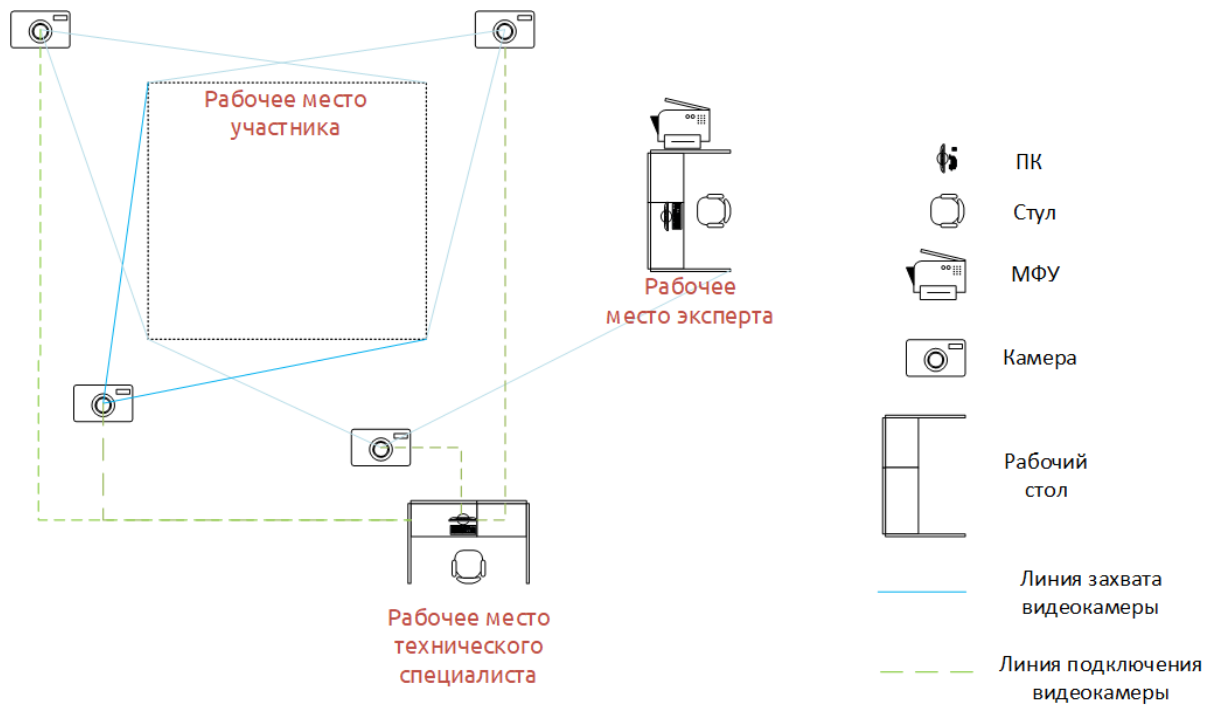 Рабочее место
участника
Рабочее
место эксперта
Рабочее место
технического
специалиста
ПК
Стул
МФУ
Камера
Рабочий
стол
Линия захвата
видеокамеры
Линия подключения
видеокамеры